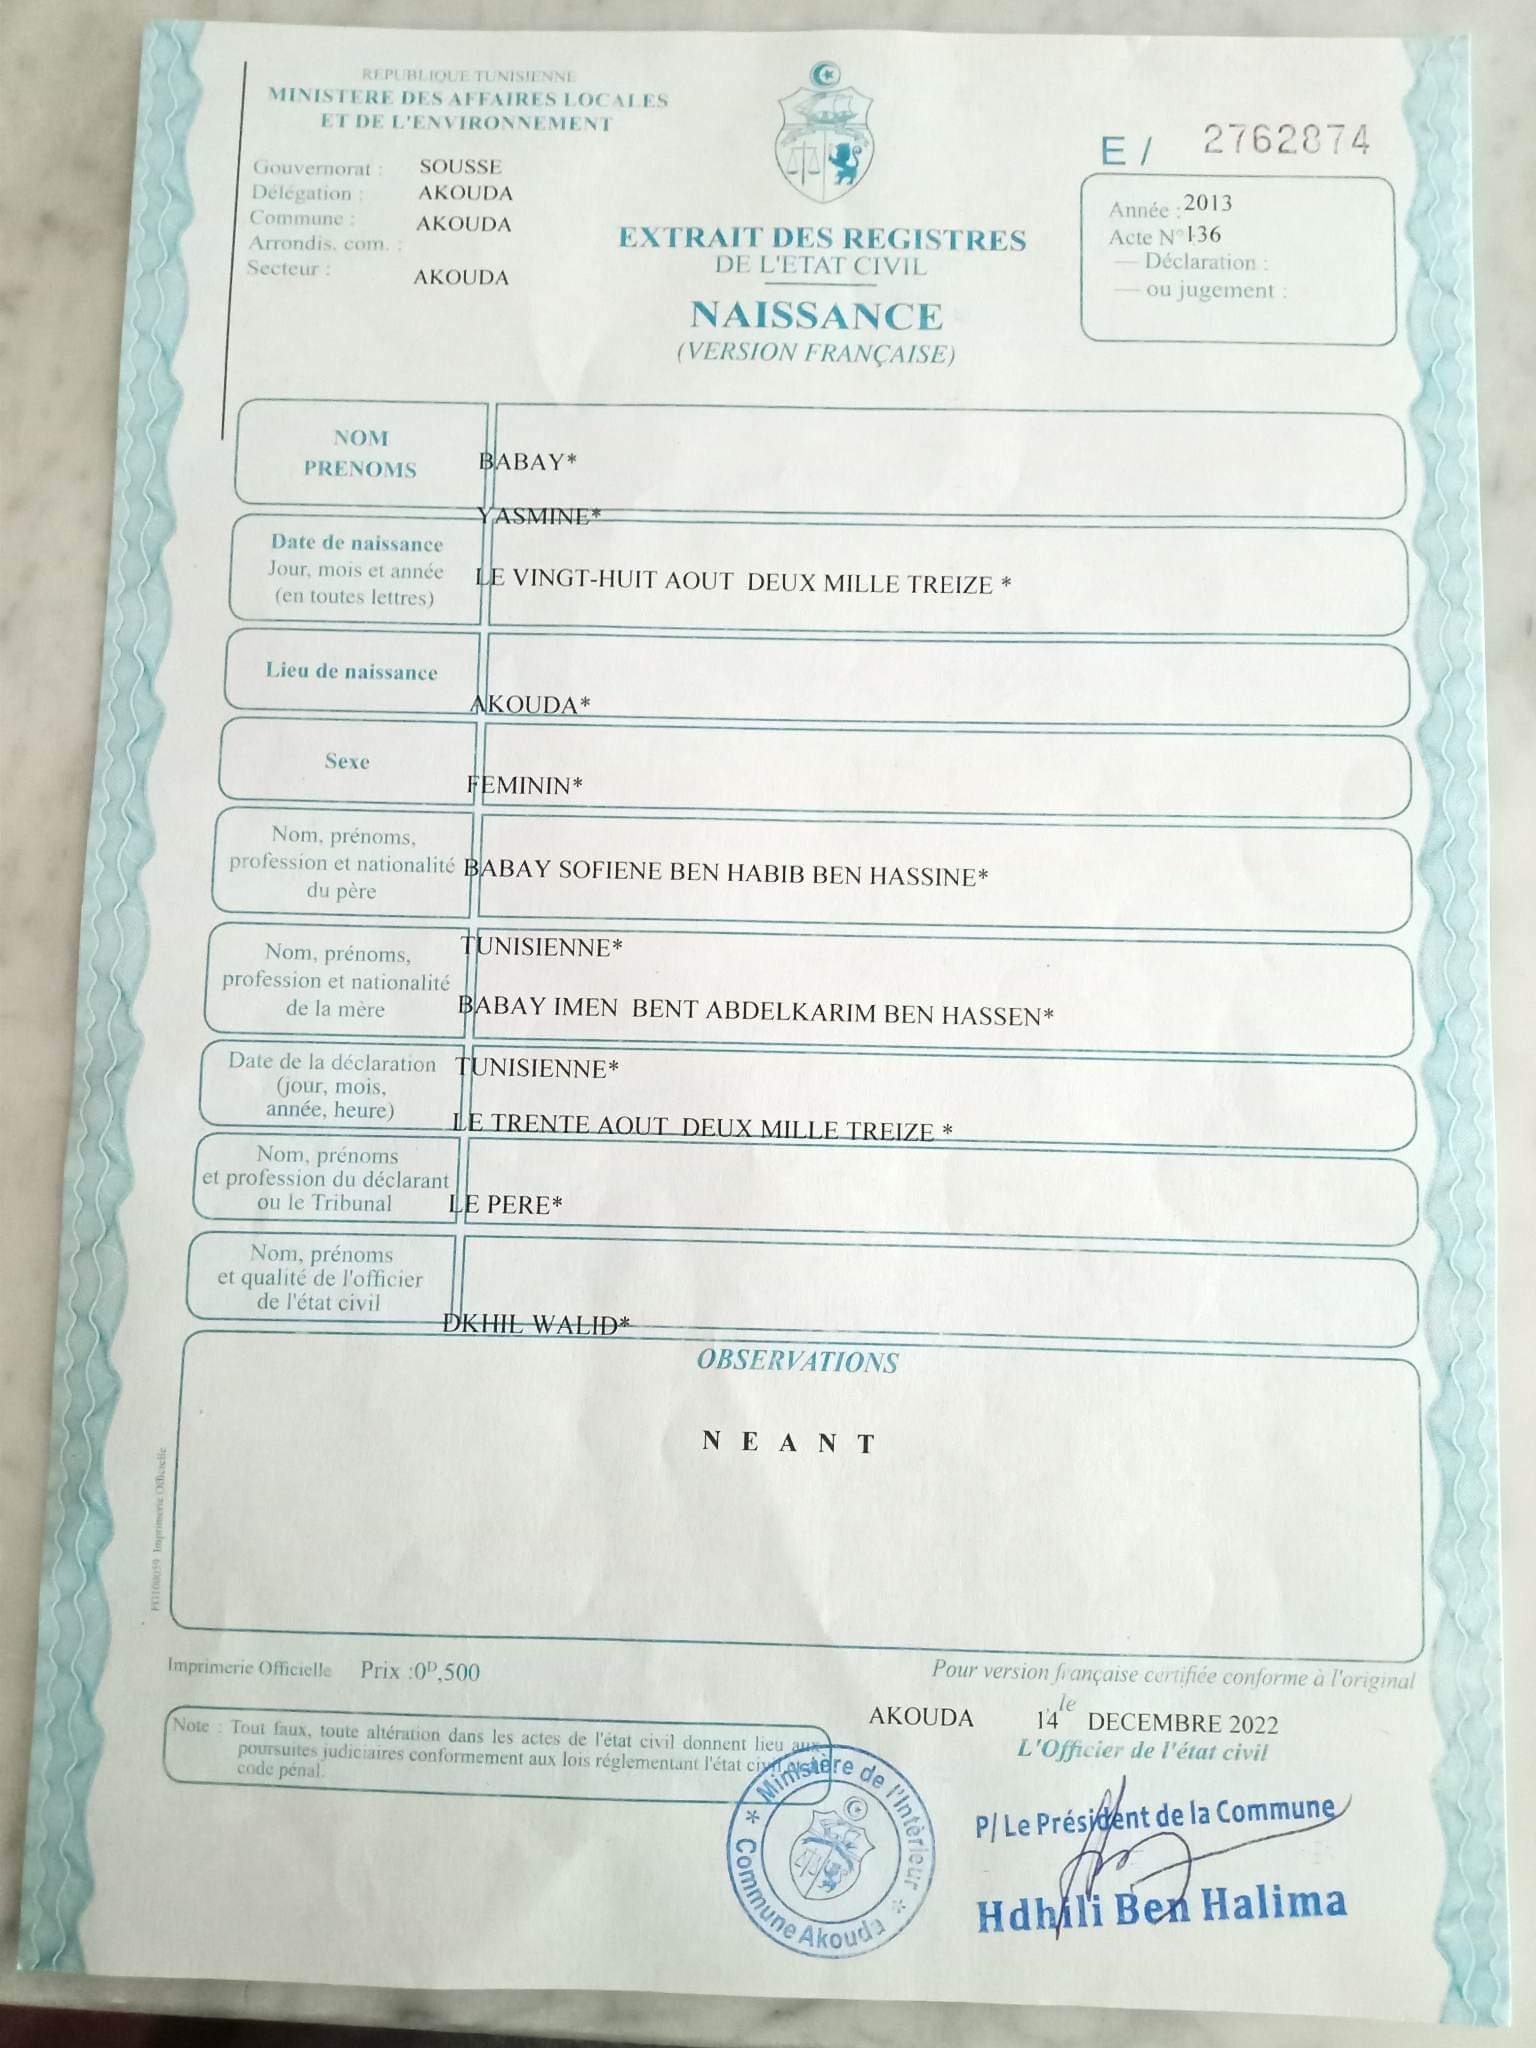 REPUBLIQUE TUNISIENNE
MINISTERE DES AFFAIRES LOCALES
ET DE L'ENVIRONNEMENT
Gouvernorat : SOUSSE
Délégation : AKOUDA
Commune : AKOUDA
Arrondis. com. :
Secteur : AKOUDA
E / 2762874
Année : 2013
Acte N° 136
— Déclaration :
— ou jugement :
EXTRAIT DES REGISTRES
DE L'ETAT CIVIL
NAISSANCE
(VERSION FRANÇAISE)
NOM
PRENOMS
BABAY*
YASMINE*
Date de naissance
Jour, mois et année
(en toutes lettres)
LE VINGT-HUIT AOUT DEUX MILLE TREIZE *
Lieu de naissance
AKOUDA*
Sexe
FEMININ*
Nom, prénoms,
profession et nationalité
du père
BABAY SOFIENE BEN HABIB BEN HASSINE*
TUNISIENNE*
Nom, prénoms,
profession et nationalité
de la mère
BABAY IMEN BENT ABDELKARIM BEN HASSEN*
TUNISIENNE*
Date de la déclaration
(jour, mois,
année, heure)
LE TRENTE AOUT DEUX MILLE TREIZE *
Nom, prénoms
et profession du déclarant
ou le Tribunal
LE PERE*
Nom, prénoms
et qualité de l'officier
de l'état civil
DKHIL WALID*
OBSERVATIONS
N E A N T
PG100059 Imprimerie Officielle
Imprimerie Officielle Prix :0D,500
Pour version française certifiée conforme à l'original
AKOUDA le 14 DECEMBRE 2022
L'Officier de l'état civil
Note : Tout faux, toute altération dans les actes de l'état civil donnent lieu aux
poursuites judiciaires conformement aux lois réglementant l'état civil
code pénal.
* Ministère de l'Intérieur *
Commune Akouda
P/ Le Président de la Commune
Hdhili Ben Halima